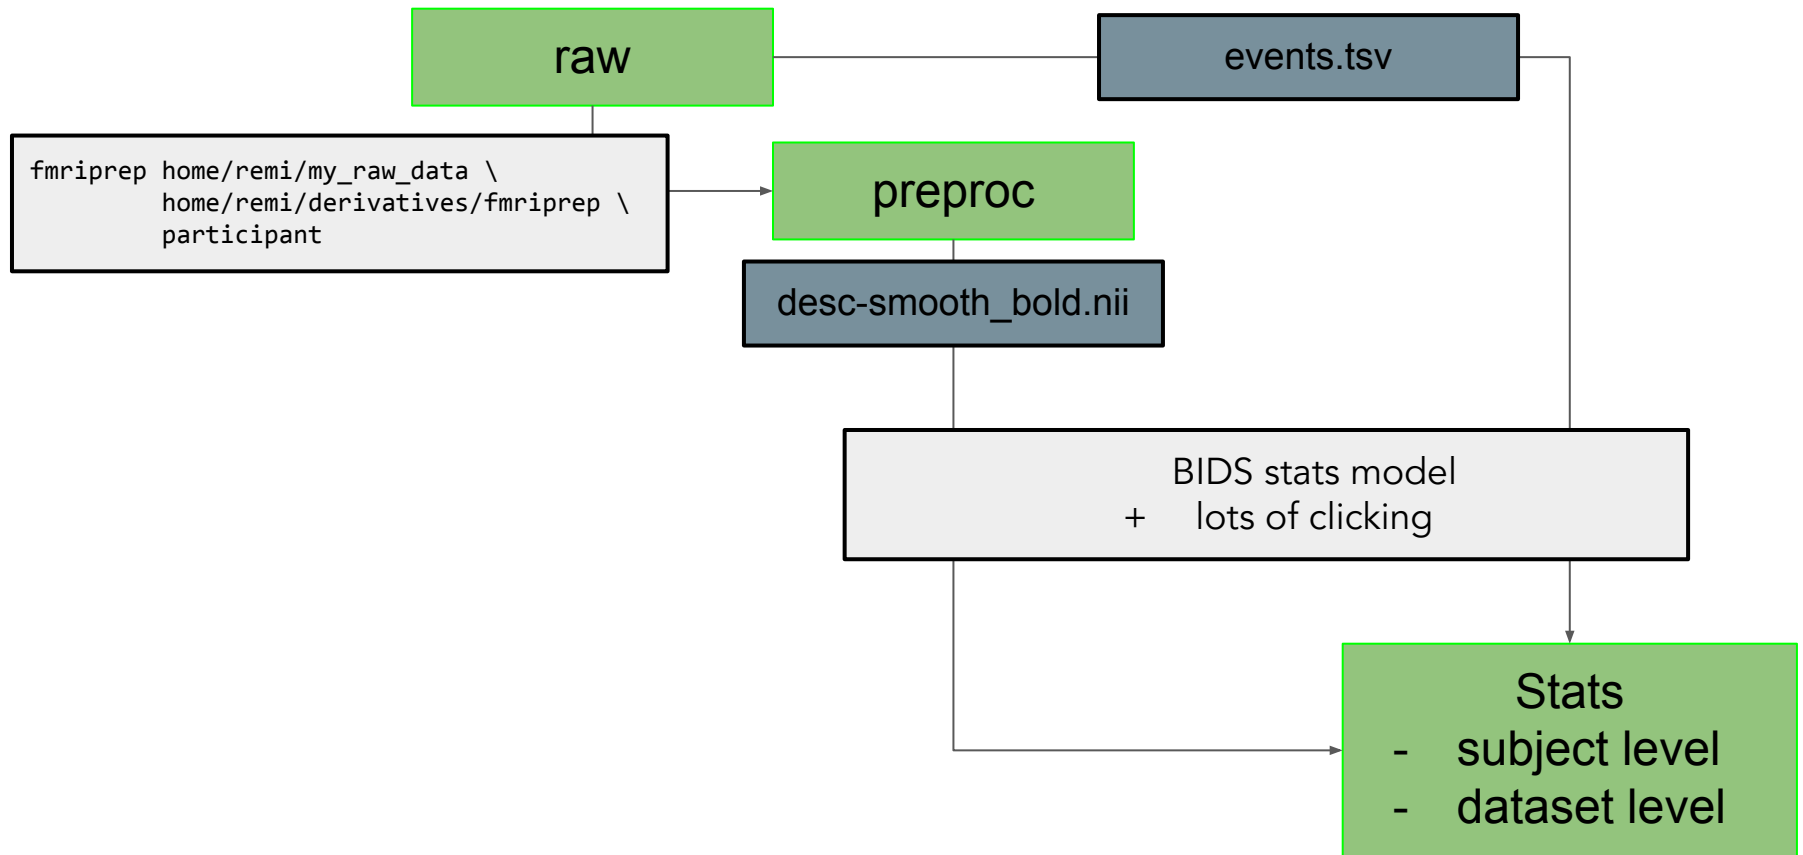 raw
events.tsv
fmriprep home/remi/my_raw_data \
home/remi/derivatives/fmriprep \
participant
preproc
desc-smooth_bold.nii
BIDS stats model
+ lots of clicking
Stats
- subject level
- dataset level